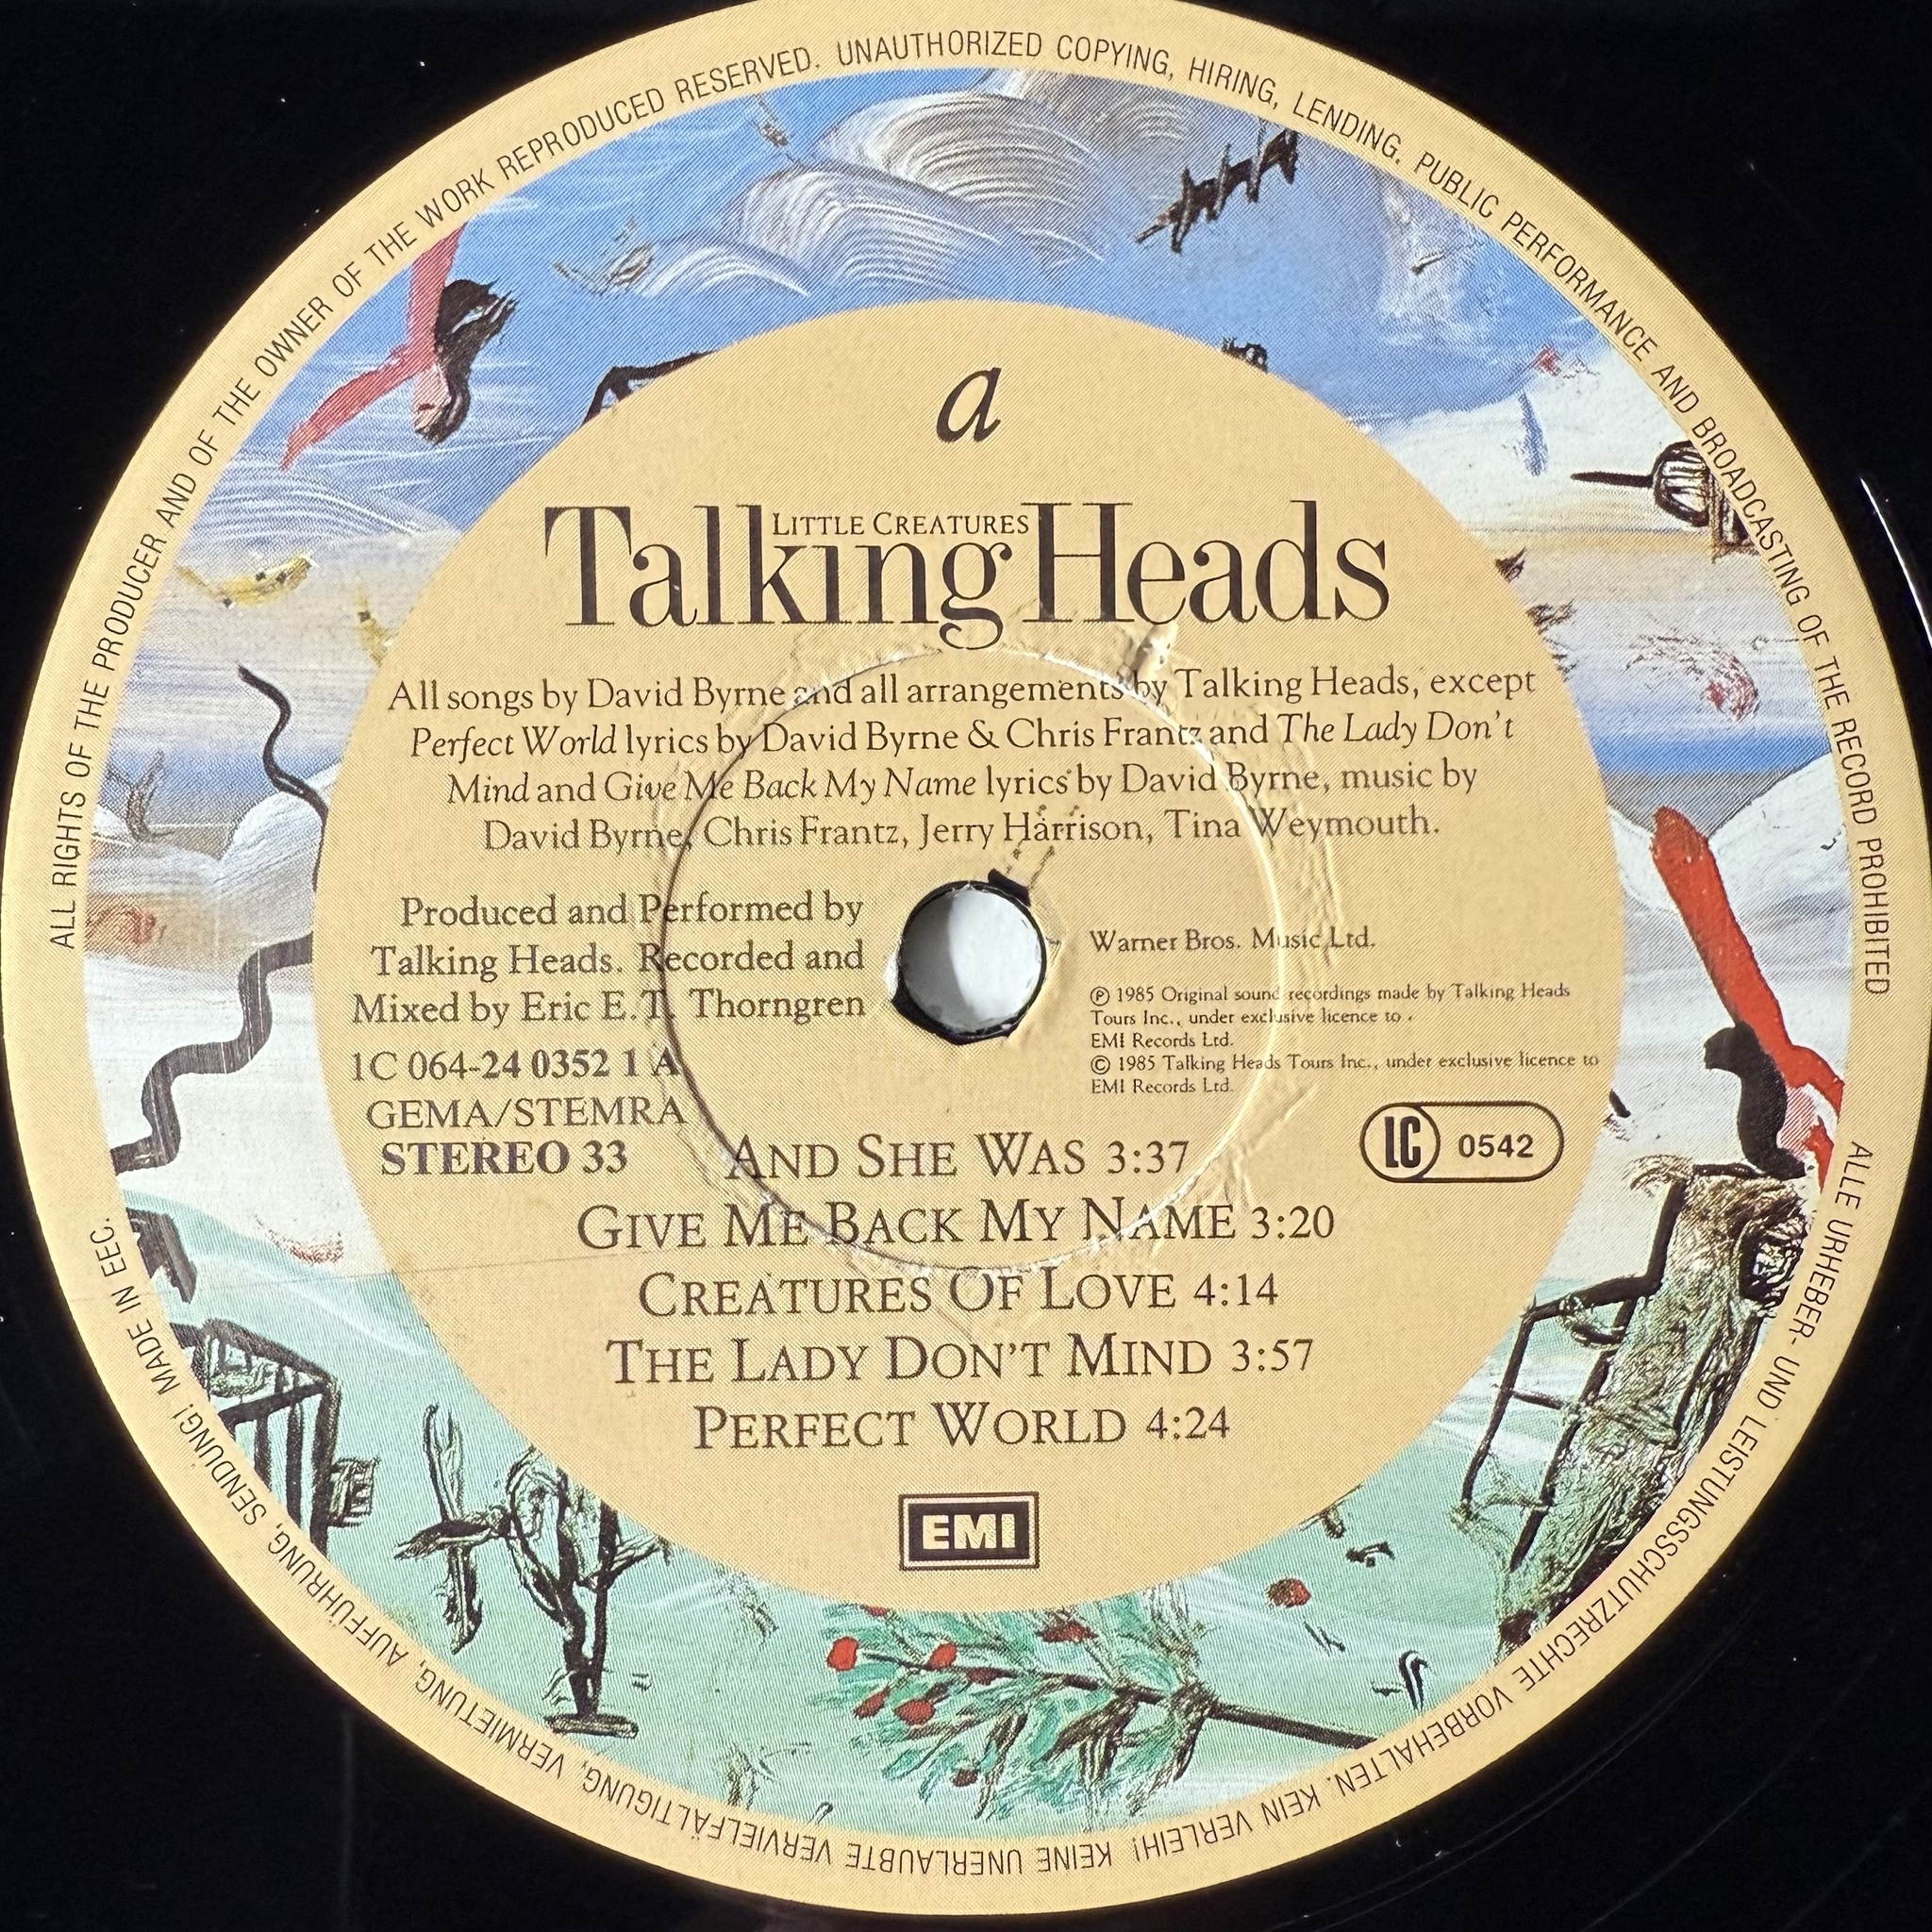 ALL RIGHTS OF THE PRODUCER AND OF THE OWNER OF THE WORK REPRODUCED RESERVED. UNAUTHORIZED COPYING, HIRING, LENDING. PUBLIC PERFORMANCE AND BROADCASTING OF THE RECORD PROHIBITED
a
LITTLE CREATURES
Talking Heads
All songs by David Byrne and all arrangements by Talking Heads, except
Perfect World lyrics by David Byrne & Chris Frantz and The Lady Don't
Mind and Give Me Back My Name lyrics by David Byrne, music by
David Byrne, Chris Frantz, Jerry Harrison, Tina Weymouth.
Produced and Performed by
Talking Heads. Recorded and
Mixed by Eric E.T. Thorngren
1C 064-24 0352 1 A
GEMA/STEMRA
STEREO 33
Warner Bros. Music Ltd.
℗ 1985 Original sound recordings made by Talking Heads
Tours Inc., under exclusive licence to .
EMI Records Ltd.
© 1985 Talking Heads Tours Inc., under exclusive licence to
EMI Records Ltd.
LC 0542
AND SHE WAS 3:37
GIVE ME BACK MY NAME 3:20
CREATURES OF LOVE 4:14
THE LADY DON'T MIND 3:57
PERFECT WORLD 4:24
EMI
ALLE URHEBER- UND LEISTUNGSSCHUTZRECHTE VORBEHALTEN. KEIN VERLEIH! KEINE UNERLAUBTE VERVIELFÄLTIGUNG, VERMIETUNG, AUFFÜHRUNG, SENDUNG! MADE IN EEC.